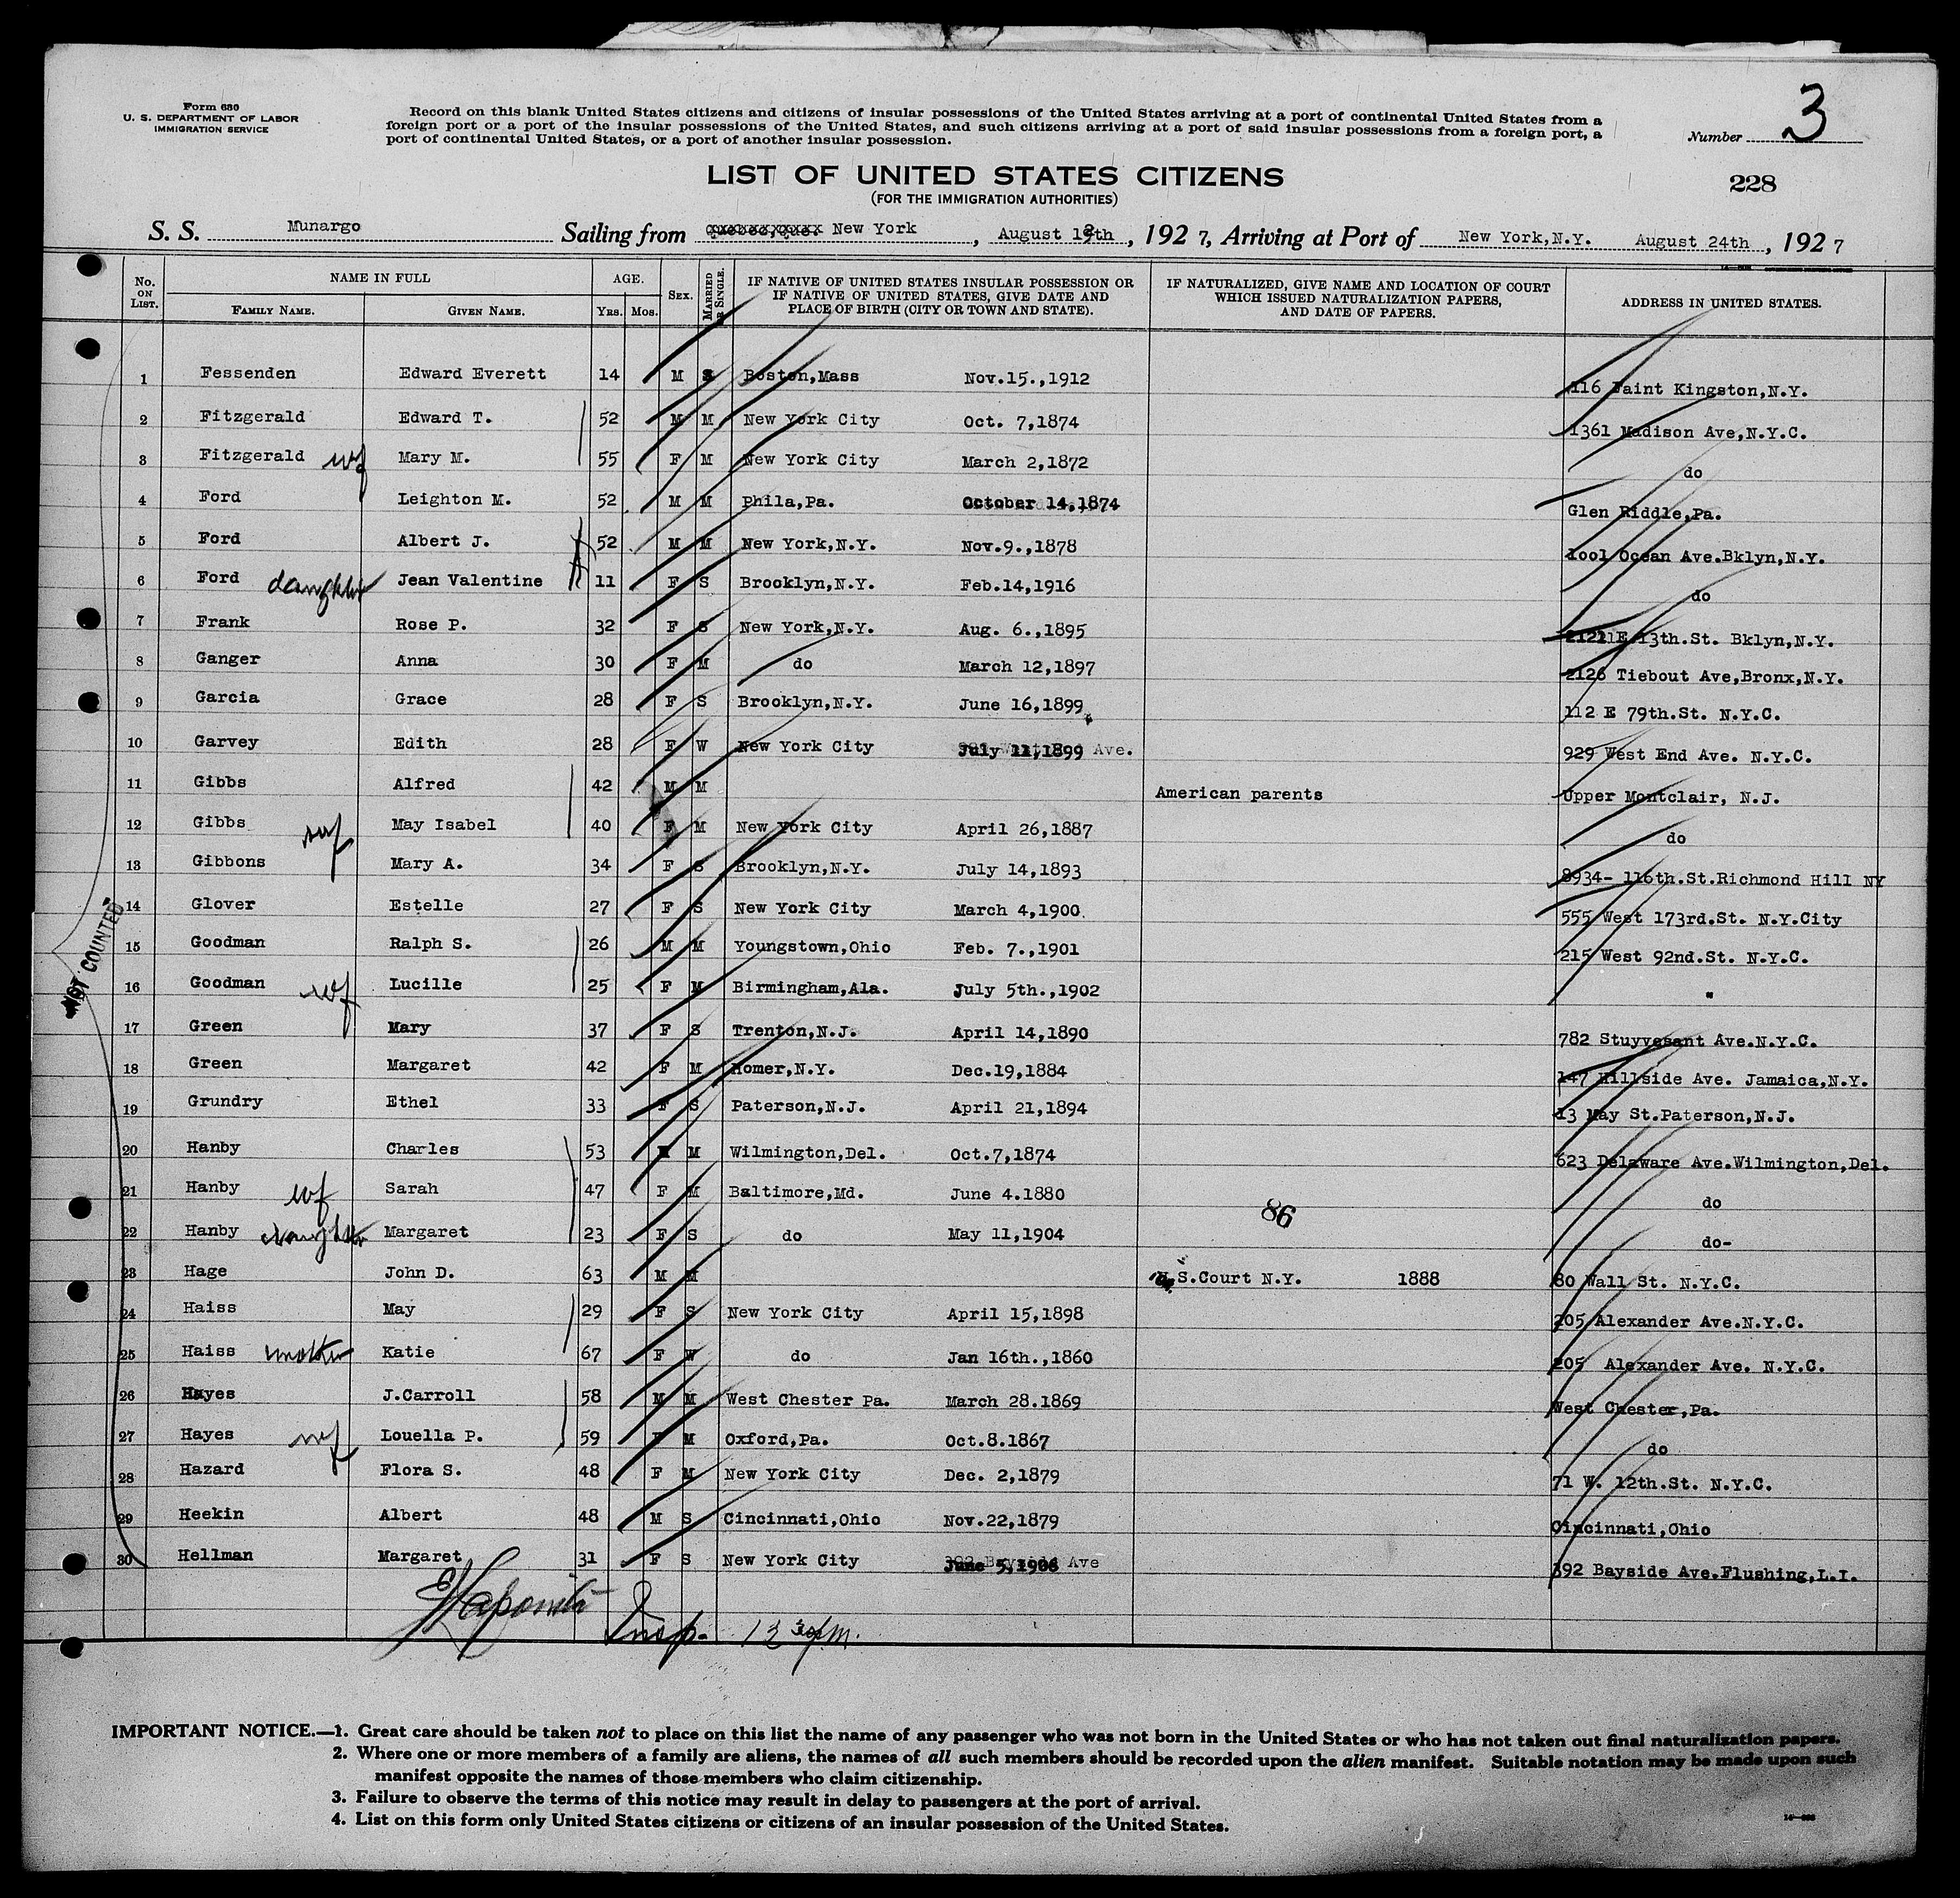 Form 630
U. S. DEPARTMENT OF LABOR
IMMIGRATION SERVICE
Record on this blank United States citizens and citizens of insular possessions of the United States arriving at a port of continental United States from a
foreign port or a port of the insular possessions of the United States, and such citizens arriving at a port of said insular possessions from a foreign port, a
port of continental United States, or a port of another insular possession.
Number 3
LIST OF UNITED STATES CITIZENS
(FOR THE IMMIGRATION AUTHORITIES)
228
S. S. Munargo Sailing from New York, August 13th, 1927, Arriving at Port of New York,N.Y. August 24th, 1927
No. ON LIST. NAME IN FULL FAMILY NAME. GIVEN NAME. AGE. YRS. MOS. SEX. MARRIED OR SINGLE. IF NATIVE OF UNITED STATES INSULAR POSSESSION OR IF NATIVE OF UNITED STATES, GIVE DATE AND PLACE OF BIRTH (CITY OR TOWN AND STATE). IF NATURALIZED, GIVE NAME AND LOCATION OF COURT WHICH ISSUED NATURALIZATION PAPERS, AND DATE OF PAPERS. ADDRESS IN UNITED STATES.
1 Fessenden Edward Everett 14 M S Boston,Mass Nov.15.,1912 116 Faint Kingston,N.Y.
2 Fitzgerald Edward T. 52 M M New York City Oct. 7,1874 1361 Madison Ave,N.Y.C.
3 Fitzgerald wf Mary M. 55 F M New York City March 2,1872 do
4 Ford Leighton M. 52 M M Phila,Pa. October 14,1874 Glen Riddle,Pa.
5 Ford Albert J. 52 M M New York,N.Y. Nov.9.,1878 1001 Ocean Ave.Bklyn,N.Y.
6 Ford daughter Jean Valentine 11 F S Brooklyn,N.Y. Feb.14,1916 do
7 Frank Rose P. 32 F S New York,N.Y. Aug. 6.,1895 E 13th.St. Bklyn,N.Y.
8 Ganger Anna 30 F M do March 12,1897 2126 Tiebout Ave,Bronx,N.Y.
9 Garcia Grace 28 F S Brooklyn,N.Y. June 16,1899 112 E 79th.St. N.Y.C.
10 Garvey Edith 28 F W New York City July 11,1899 Ave. 929 West End Ave. N.Y.C.
11 Gibbs Alfred 42 M M American parents Upper Montclair, N.J.
12 Gibbs wf May Isabel 40 F M New York City April 26,1887 do
13 Gibbons Mary A. 34 F S Brooklyn,N.Y. July 14,1893 8934- 116th.St.Richmond Hill NY
14 Glover Estelle 27 F S New York City March 4,1900. 555 West 173rd.St. N.Y.City
15 Goodman Ralph S. 26 M M Youngstown,Ohio Feb. 7.,1901 215 West 92nd.St. N.Y.C.
16 Goodman wf Lucille 25 F M Birmingham,Ala. July 5th.,1902 "
17 Green Mary 37 F S Trenton,N.J. April 14,1890 782 Stuyvesant Ave.N.Y.C.
18 Green Margaret 42 F M Homer,N.Y. Dec.19,1884 147 Hillside Ave. Jamaica,N.Y.
19 Grundry Ethel 33 F S Paterson,N.J. April 21,1894 13 May St.Paterson,N.J.
20 Hanby Charles 53 M M Wilmington,Del. Oct.7,1874 623 Delaware Ave.Wilmington,Del.
21 Hanby wf Sarah 47 F M Baltimore,Md. June 4.1880 do
86
22 Hanby daughter Margaret 23 F S do May 11,1904 do-
23 Hage John D. 63 M M U.S.Court N.Y. 1888 80 Wall St. N.Y.C.
24 Haiss May 29 F S New York City April 15,1898 205 Alexander Ave.N.Y.C.
25 Haiss mother Katie 67 F W do Jan 16th.,1860 205 Alexander Ave. N.Y.C.
26 Hayes J.Carroll 58 M M West Chester Pa. March 28.1869 West Chester,Pa.
27 Hayes wf Louella P. 59 F M Oxford,Pa. Oct.8.1867 do
28 Hazard Flora S. 48 F M New York City Dec. 2,1879 71 W. 12th.St. N.Y.C.
29 Heekin Albert 48 M S Cincinnati,Ohio Nov.22,1879 Cincinnati,Ohio
30 Hellman Margaret 31 F S New York City June 5,1906 Ave 392 Bayside Ave.Flushing,L.I.
NOT COUNTED
Insp. 12 30 p.m.
IMPORTANT NOTICE.—1. Great care should be taken not to place on this list the name of any passenger who was not born in the United States or who has not taken out final naturalization papers.
2. Where one or more members of a family are aliens, the names of all such members should be recorded upon the alien manifest. Suitable notation may be made upon such
manifest opposite the names of those members who claim citizenship.
3. Failure to observe the terms of this notice may result in delay to passengers at the port of arrival.
4. List on this form only United States citizens or citizens of an insular possession of the United States.